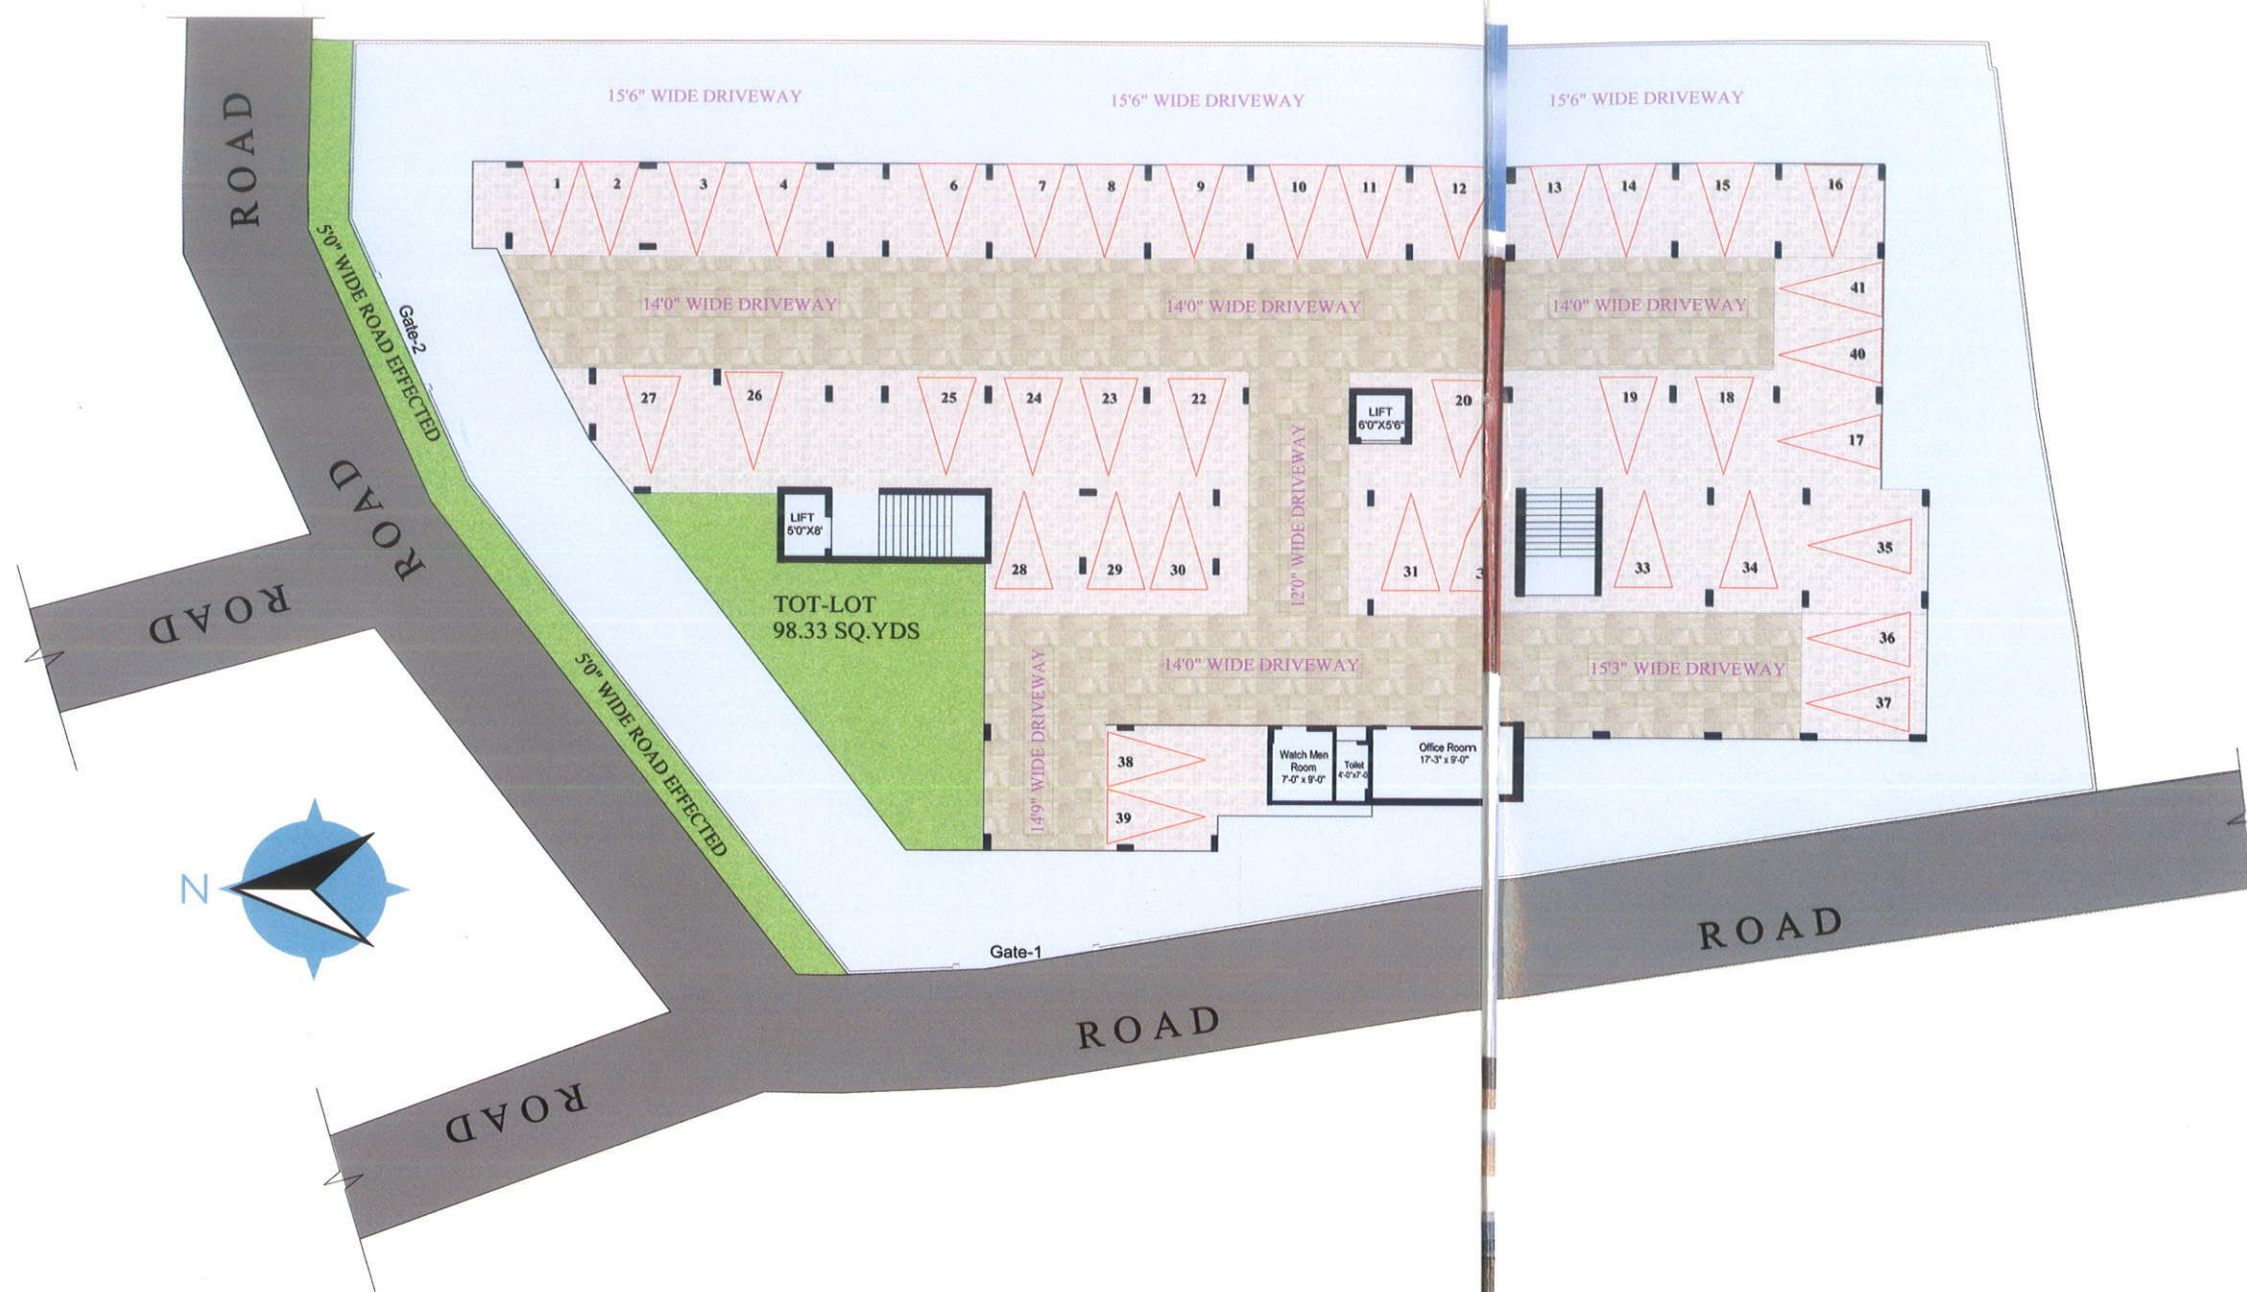 15'6" WIDE DRIVEWAY
15'6" WIDE DRIVEWAY
15'6" WIDE DRIVEWAY
ROAD
1
2
3
4
6
7
8
9
10
11
12
13
14
15
16
5'0" WIDE ROAD EFFECTED
Gate-2
14'0" WIDE DRIVEWAY
14'0" WIDE DRIVEWAY
14'0" WIDE DRIVEWAY
41
40
27
26
25
24
23
22
LIFT
6'0"X5'6"
20
19
18
17
12'0" WIDE DRIVEWAY
ROAD
LIFT
5'0"X8'
28
29
30
31
33
34
35
ROAD
TOT-LOT
98.33 SQ.YDS
36
37
5'0" WIDE ROAD EFFECTED
14'9" WIDE DRIVEWAY
14'0" WIDE DRIVEWAY
15'3" WIDE DRIVEWAY
38
39
Watch Men
Room
7'-0" x 9'-0"
Toilet
4'-0"x7'-0
Office Room
17'-3" x 9'-0"
N
Gate-1
ROAD
ROAD
ROAD